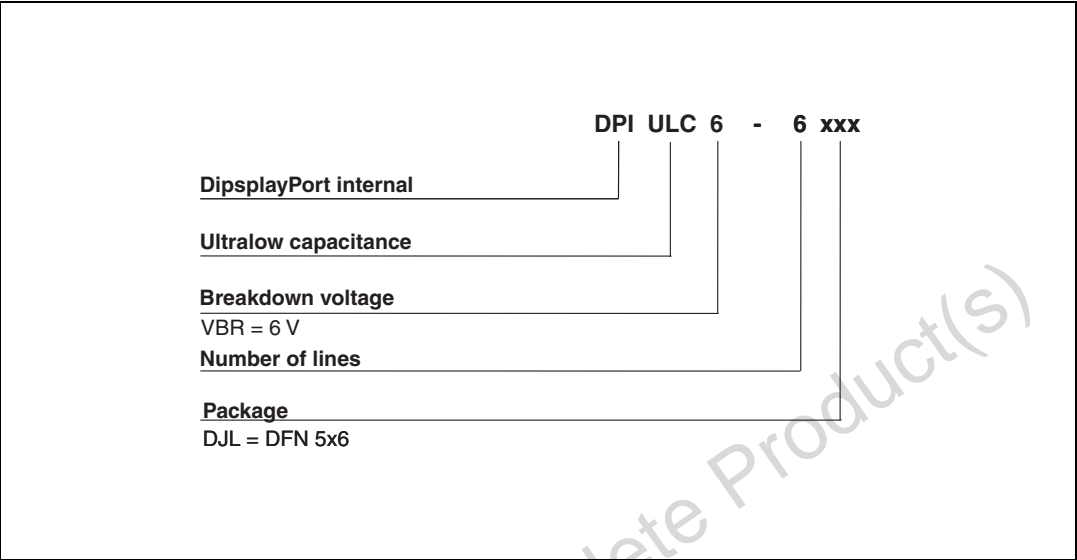 DPI ULC 6 - 6 xxx
DipsplayPort internal
Ultralow capacitance
Breakdown voltage
VBR = 6 V
Number of lines
Package
DJL = DFN 5x6
lete Product(s)